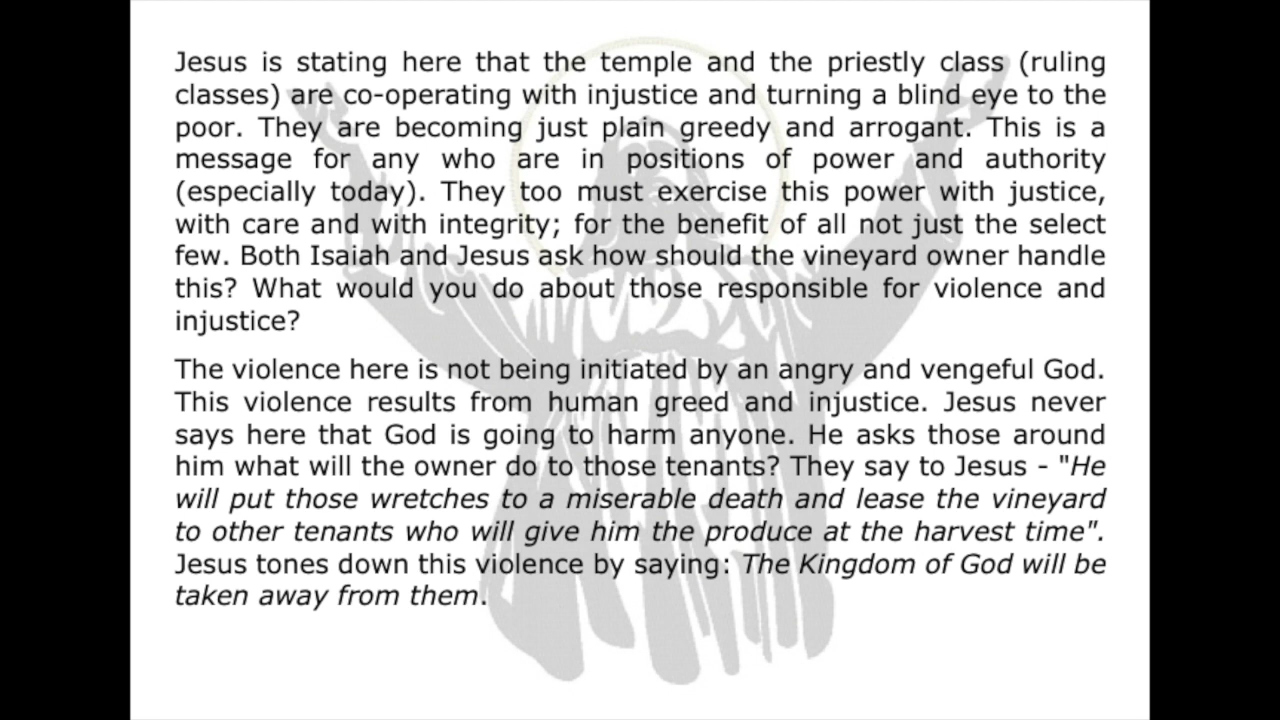 Jesus is stating here that the temple and the priestly class (ruling
classes) are co-operating with injustice and turning a blind eye to the
poor. They are becoming just plain greedy and arrogant. This is a
message for any who are in positions of power and authority
(especially today). They too must exercise this power with justice,
with care and with integrity; for the benefit of all not just the select
few. Both Isaiah and Jesus ask how should the vineyard owner handle
this? What would you do about those responsible for violence and
injustice?
The violence here is not being initiated by an angry and vengeful God.
This violence results from human greed and injustice. Jesus never
says here that God is going to harm anyone. He asks those around
him what will the owner do to those tenants? They say to Jesus - "He
will put those wretches to a miserable death and lease the vineyard
to other tenants who will give him the produce at the harvest time".
Jesus tones down this violence by saying: The Kingdom of God will be
taken away from them.